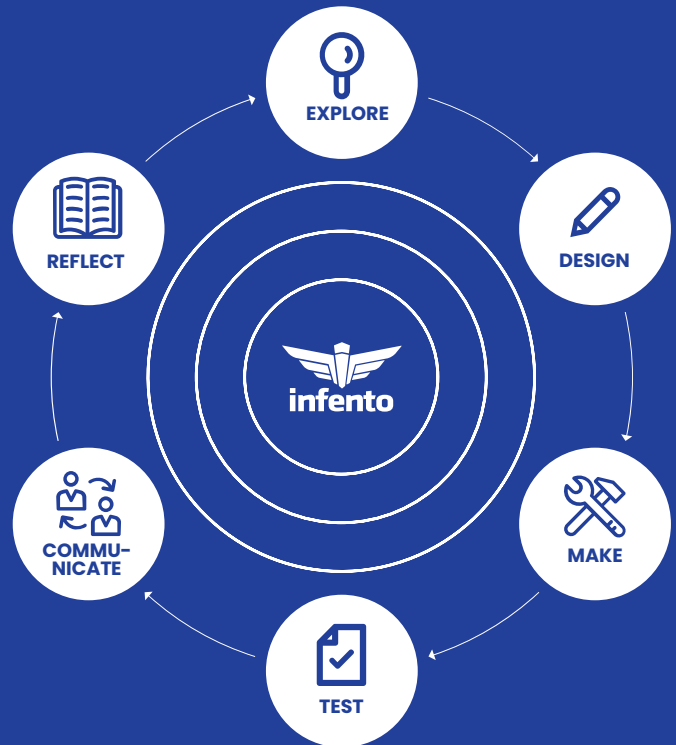 EXPLORE
DESIGN
MAKE
TEST
COMMU-
NICATE
REFLECT
infento